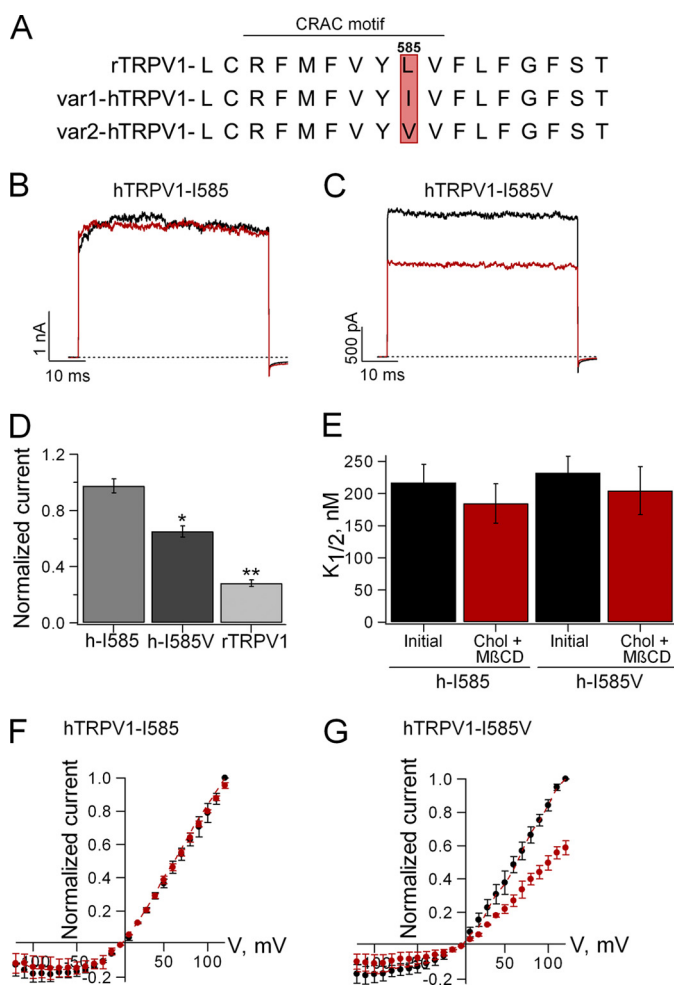 A
CRAC motif
585
rTRPV1- L C R F M F V Y L V F L F G F S T
var1-hTRPV1- L C R F M F V Y I V F L F G F S T
var2-hTRPV1- L C R F M F V Y V V F L F G F S T
B
hTRPV1-I585
1 nA
10 ms
C
hTRPV1-I585V
500 pA
10 ms
D
Normalized current
1.2
0.8
0.4
0.0
*
**
h-I585
h-I585V
rTRPV1
E
K1/2, nM
250
200
150
100
50
0
Initial
Chol + MßCD
Initial
Chol + MßCD
h-I585
h-I585V
F
hTRPV1-I585
Normalized current
1.0
0.8
0.6
0.4
0.2
-0.2
-100
-50
50
100
V, mV
G
hTRPV1-I585V
Normalized current
1.0
0.8
0.6
0.4
0.2
-0.2
-100
-50
50
100
V, mV